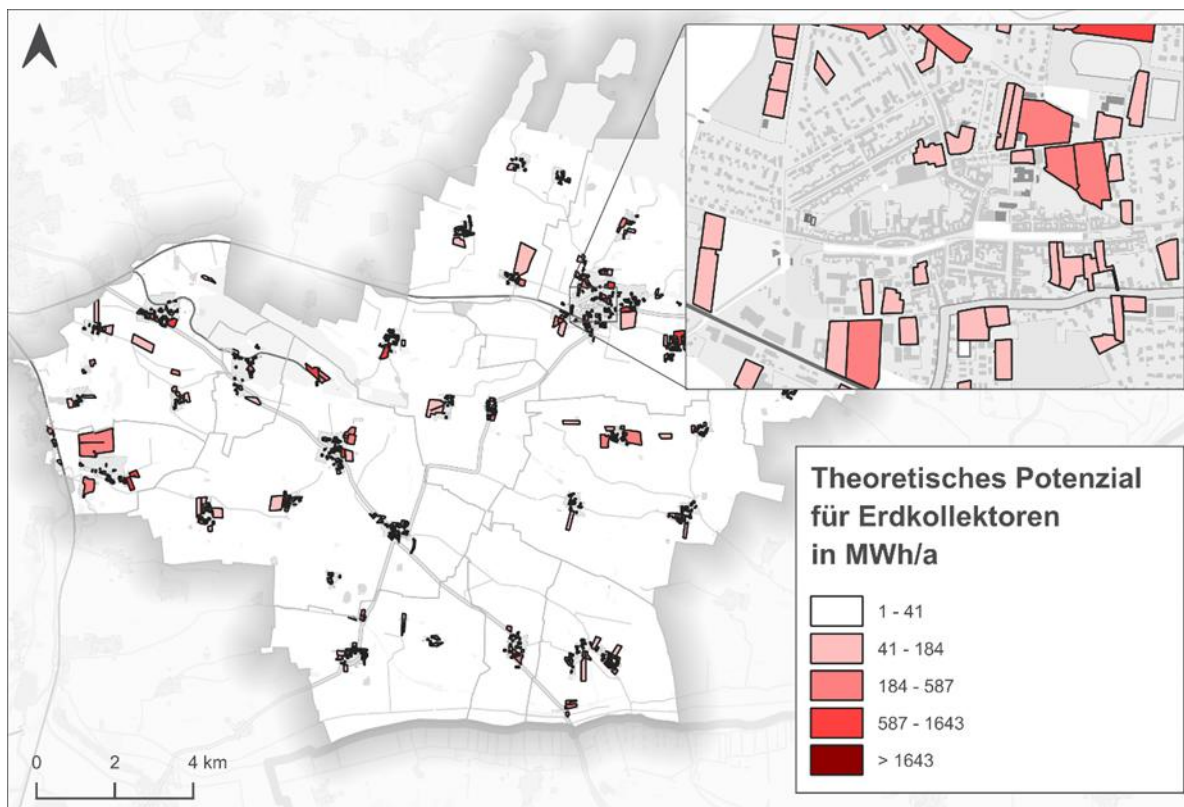 Theoretisches Potenzial
für Erdkollektoren
in MWh/a
1 - 41
41 - 184
184 - 587
587 - 1643
> 1643
0 2 4 km